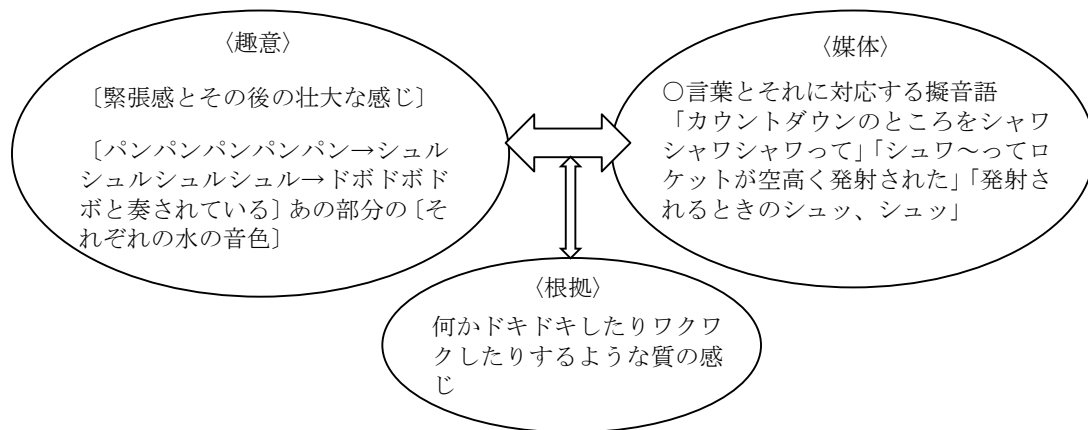 〈趣意〉
〔緊張感とその後の壮大な感じ〕
〔パンパンパンパンパン→シュル
シュルシュルシュル→ドボドボド
ボと奏されている〕あの部分の〔そ
れぞれの水の音色〕
〈媒体〉
○言葉とそれに対応する擬音語
「カウントダウンのところをシャワ
シャワシャワって」「シュワ～ってロ
ケットが空高く発射された」「発射さ
れるときのシュッ、シュッ」
〈根拠〉
何かドキドキしたりワクワ
クしたりするような質の感
じ